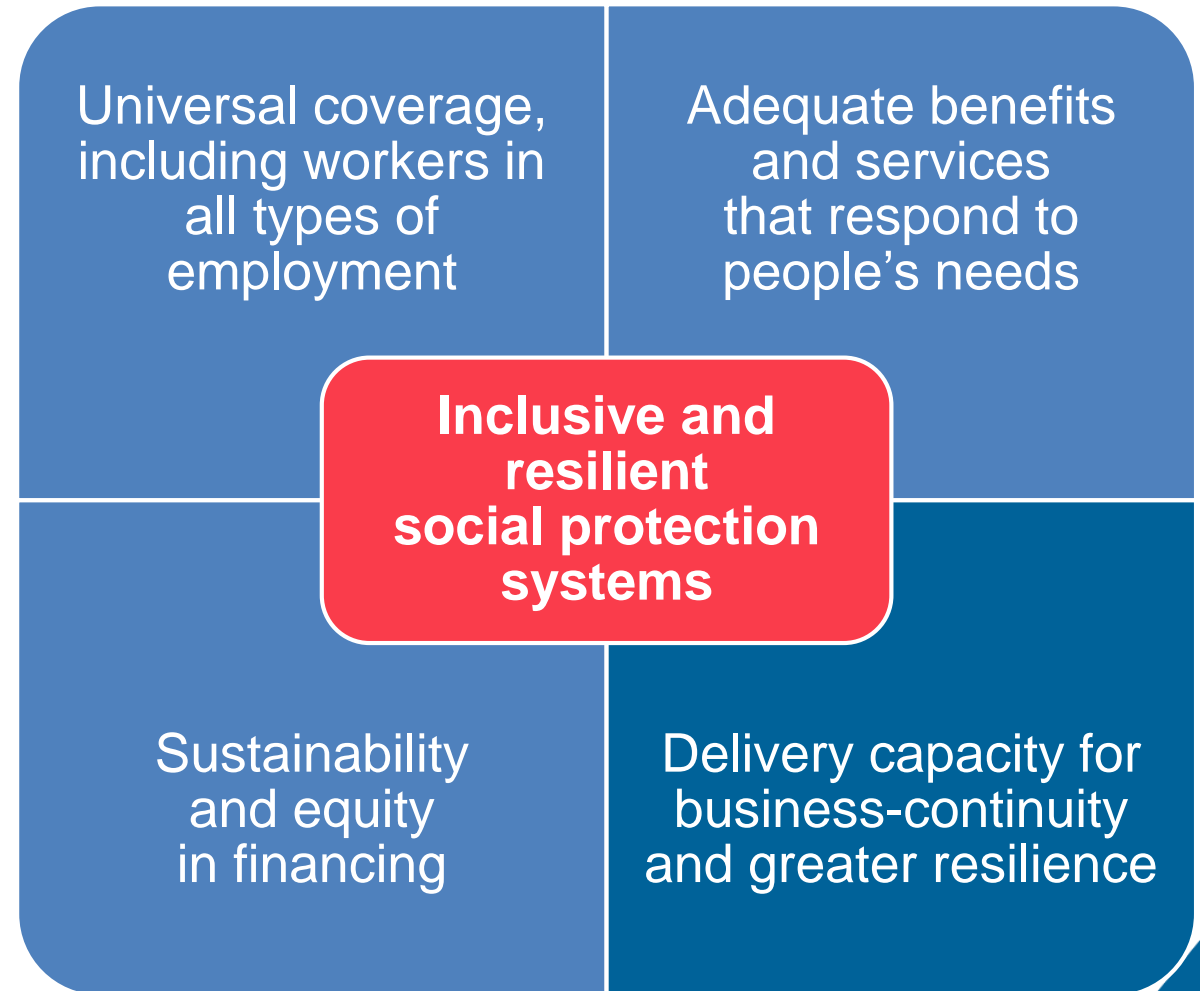 Universal coverage,
including workers in
all types of
employment
Adequate benefits
and services
that respond to
people’s needs
Inclusive and
resilient
social protection
systems
Sustainability
and equity
in financing
Delivery capacity for
business-continuity
and greater resilience